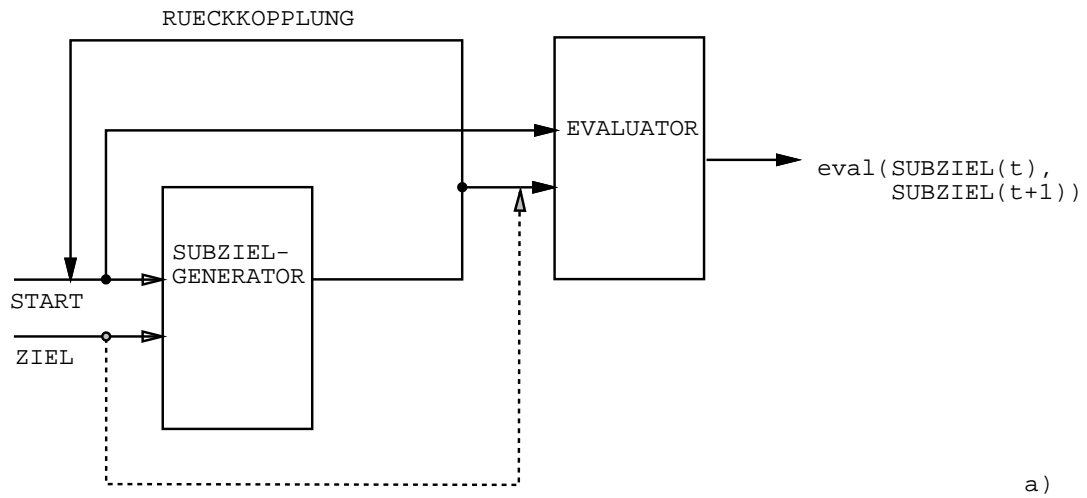 RUECKKOPPLUNG
EVALUATOR
eval(SUBZIEL(t),
SUBZIEL(t+1))
SUBZIEL-
GENERATOR
START
ZIEL
a)